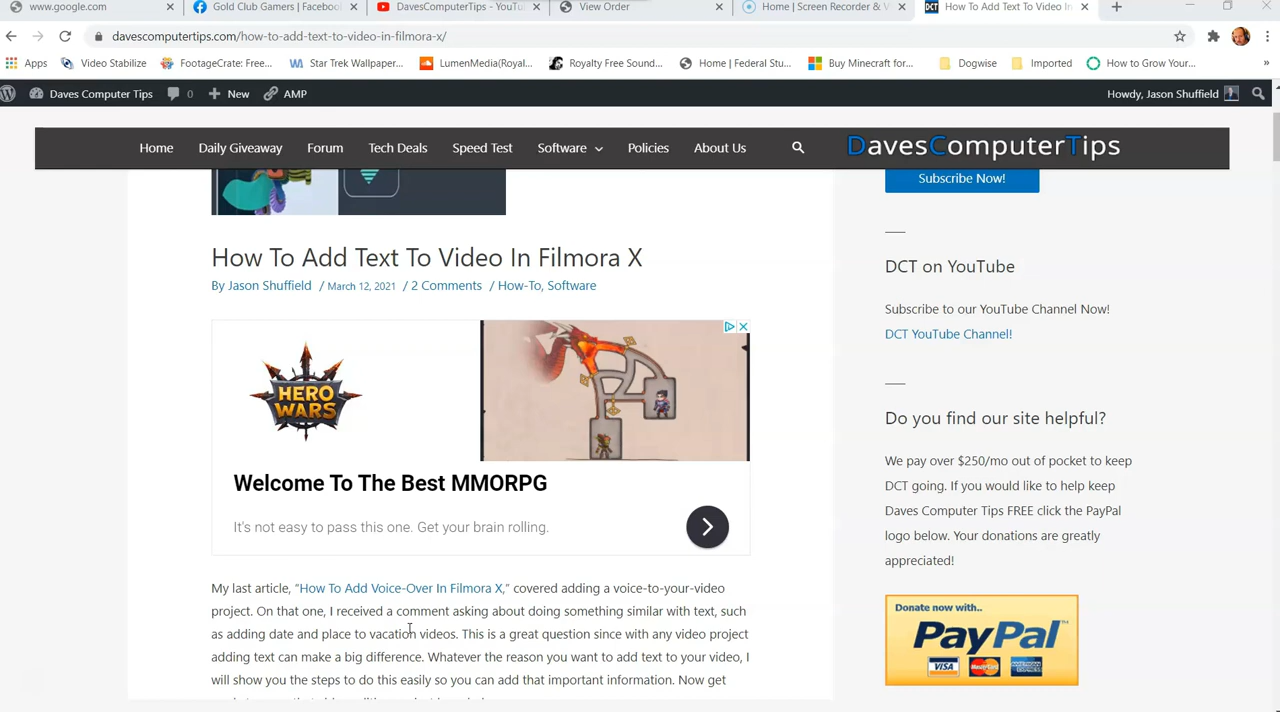 www.google.com
Gold Club Gamers | Facebook
DavesComputerTips - YouTu
View Order
Home | Screen Recorder & V
DCT
How To Add Text To Video In
davescomputertips.com/how-to-add-text-to-video-in-filmora-x/
Apps
Video Stabilize
FootageCrate: Free...
Star Trek Wallpaper...
LumenMedia(Royal...
Royalty Free Sound...
Home | Federal Stu...
Buy Minecraft for...
Dogwise
Imported
How to Grow Your...
»
Daves Computer Tips
0
New
AMP
Howdy, Jason Shuffield
Home
Daily Giveaway
Forum
Tech Deals
Speed Test
Software
Policies
About Us
DavesComputerTips
Subscribe Now!
How To Add Text To Video In Filmora X
By Jason Shuffield / March 12, 2021 / 2 Comments / How-To, Software
HERO
WARS
Welcome To The Best MMORPG
It's not easy to pass this one. Get your brain rolling.
My last article, “How To Add Voice-Over In Filmora X,” covered adding a voice-to-your-video
project. On that one, I received a comment asking about doing something similar with text, such
as adding date and place to vacation videos. This is a great question since with any video project
adding text can make a big difference. Whatever the reason you want to add text to your video, I
will show you the steps to do this easily so you can add that important information. Now get
DCT on YouTube
Subscribe to our YouTube Channel Now!
DCT YouTube Channel!
Do you find our site helpful?
We pay over $250/mo out of pocket to keep
DCT going. If you would like to help keep
Daves Computer Tips FREE click the PayPal
logo below. Your donations are greatly
appreciated!
Donate now with..
PayPal
VISA
MasterCard